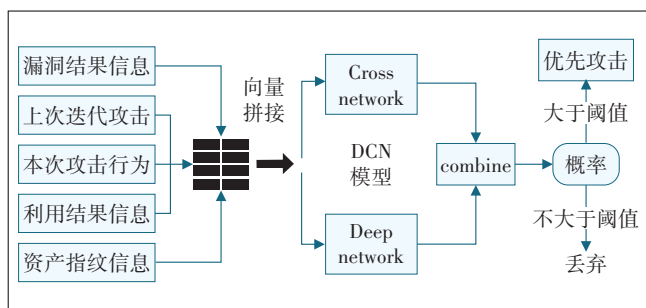 漏洞结果信息
上次迭代攻击
本次攻击行为
利用结果信息
资产指纹信息
向量
拼接
Cross
network
DCN
模型
Deep
network
combine
优先攻击
大于阈值
概率
不大于阈值
丢弃